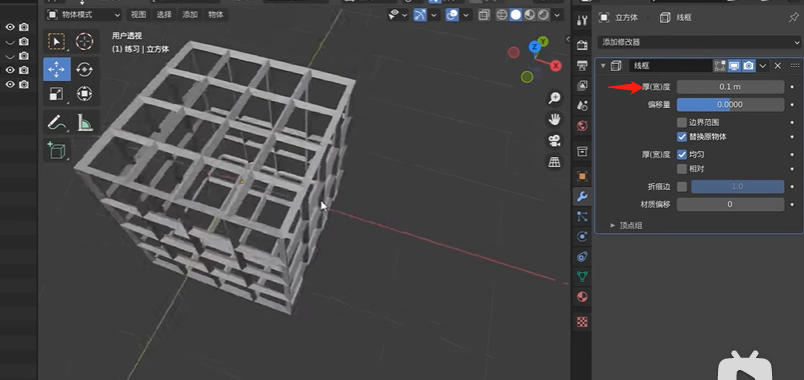 物体模式 视图 选择 添加 物体
立方体 线框
用户透视
(1) 练习 | 立方体
Z
Y
X
添加修改器
线框
厚(宽)度 0.1 m
偏移量 0.0000
边界范围
替换原物体
厚(宽)度 均匀
相对
折痕边 1.0
材质偏移 0
顶点组